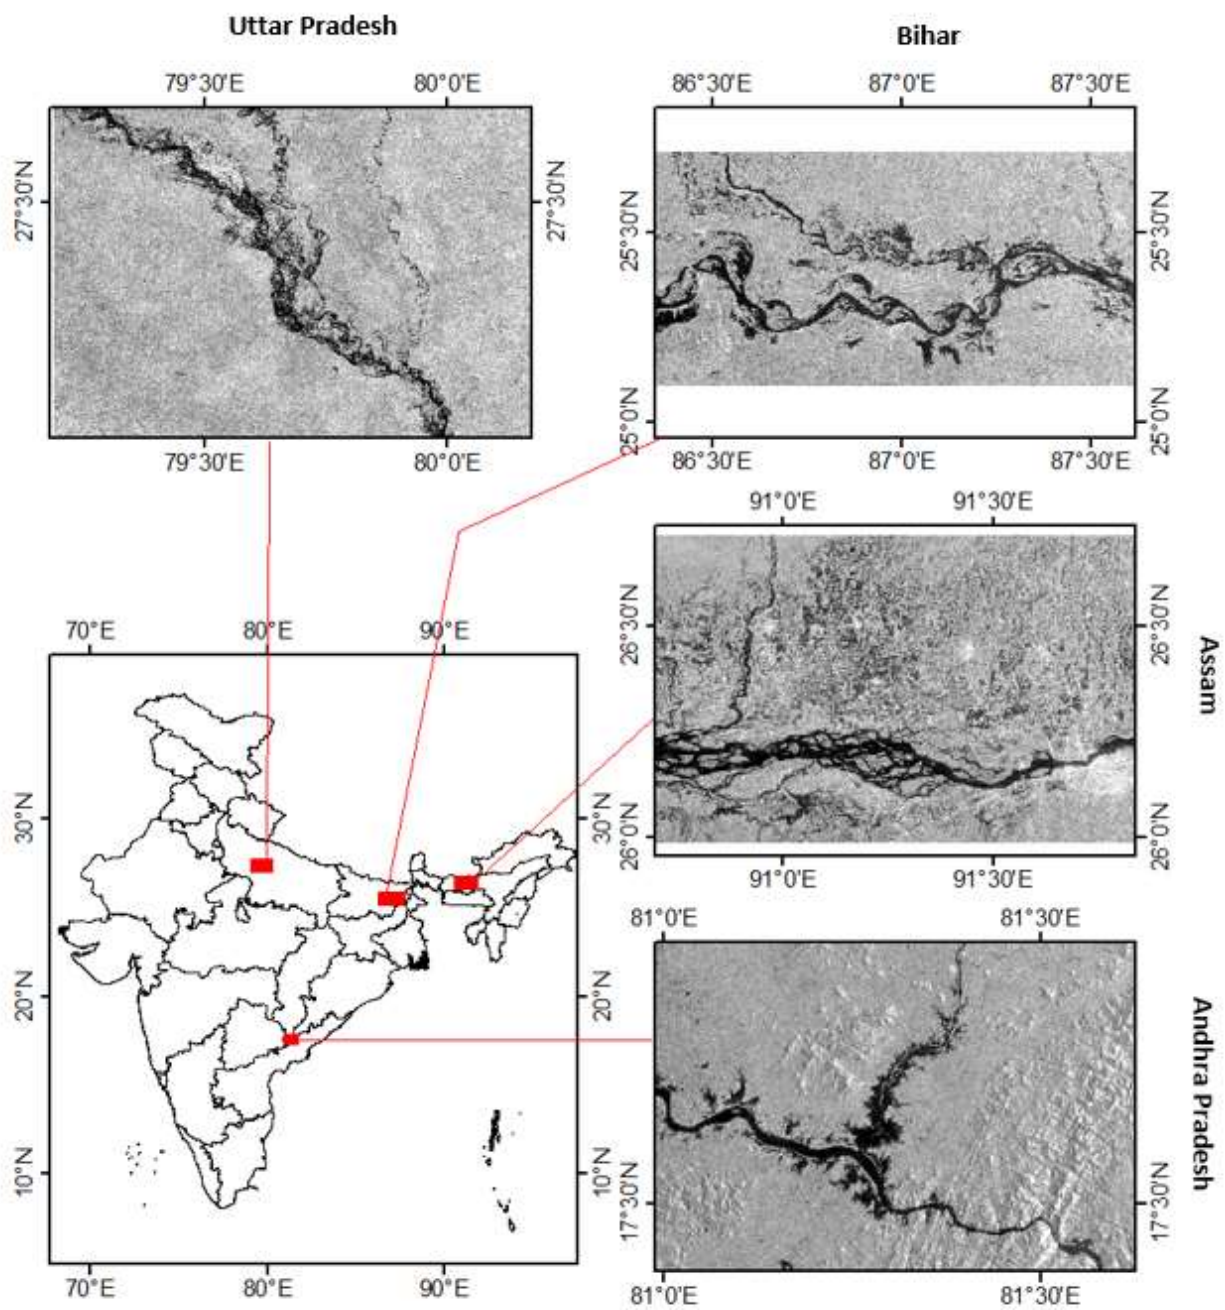 Uttar Pradesh
79°30'E 80°0'E
27°30'N 27°30'N
79°30'E 80°0'E
Bihar
86°30'E 87°0'E 87°30'E
25°30'N 25°30'N
25°0'N 25°0'N
86°30'E 87°0'E 87°30'E
91°0'E 91°30'E
26°30'N 26°30'N
26°0'N 26°0'N
91°0'E 91°30'E
Assam
70°E 80°E 90°E
30°N 30°N
20°N 20°N
10°N 10°N
70°E 80°E 90°E
81°0'E 81°30'E
17°30'N 17°30'N
81°0'E 81°30'E
Andhra Pradesh